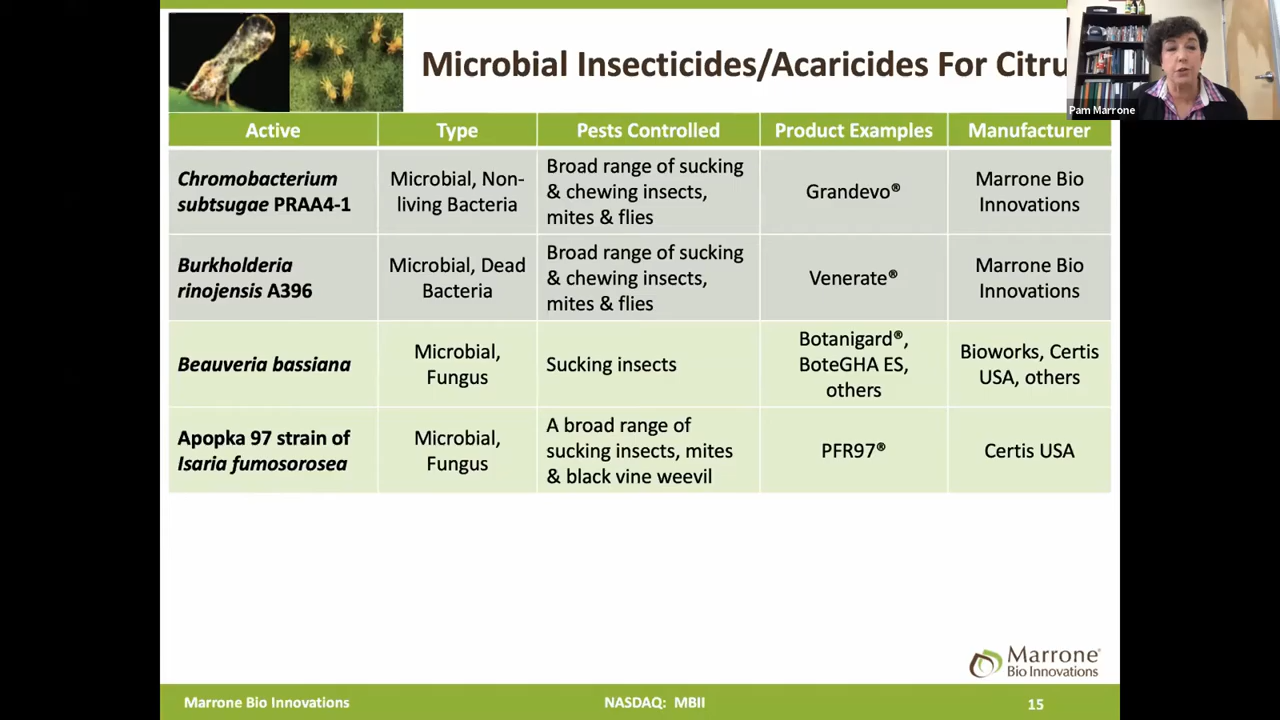 Microbial Insecticides/Acaricides For Citru
Pam Marrone
Active
Type
Pests Controlled
Product Examples
Manufacturer
Chromobacterium
subtsugae PRAA4-1
Microbial, Non-
living Bacteria
Broad range of sucking
& chewing insects,
mites & flies
Grandevo®
Marrone Bio
Innovations
Burkholderia
rinojensis A396
Microbial, Dead
Bacteria
Broad range of sucking
& chewing insects,
mites & flies
Venerate®
Marrone Bio
Innovations
Beauveria bassiana
Microbial,
Fungus
Sucking insects
Botanigard®,
BoteGHA ES,
others
Bioworks, Certis
USA, others
Apopka 97 strain of
Isaria fumosorosea
Microbial,
Fungus
A broad range of
sucking insects, mites
& black vine weevil
PFR97®
Certis USA
Marrone®
Bio Innovations
Marrone Bio Innovations
NASDAQ: MBII
15